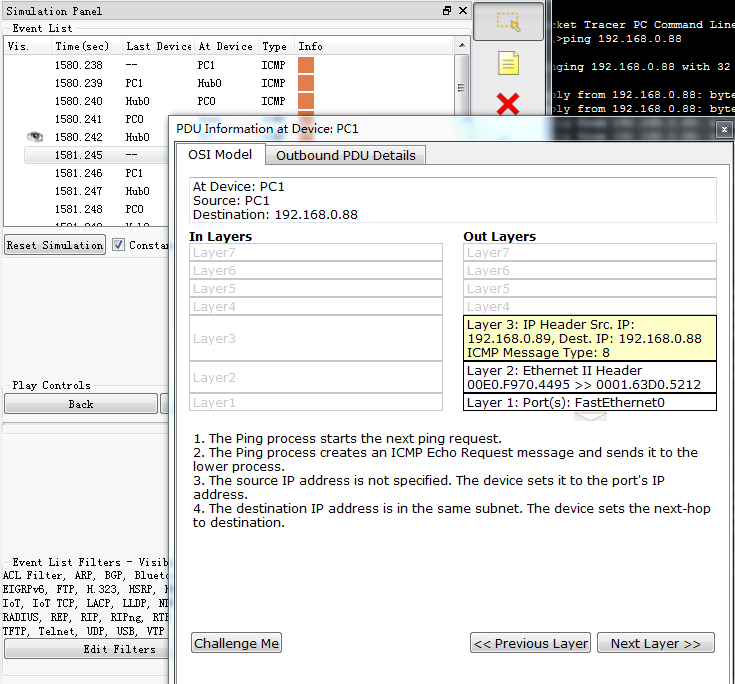 Simulation Panel
Event List
Vis. Time(sec) Last Device At Device Type Info
1580.238 -- PC1 ICMP
1580.239 PC1 Hub0 ICMP
1580.240 Hub0 PC0 ICMP
1580.241 PC0
1580.242 Hub0
1581.245 --
1581.246 PC1
1581.247 Hub0
1581.248 PC0
Reset Simulation Constan
Play Controls
Back
Event List Filters - Visib
ACL Filter, ARP, BGP, Blueto
EIGRPv6, FTP, H.323, HSRP,
IoT, IoT TCP, LACP, LLDP,
RADIUS, REP, RIP, RIPng, RTP
TFTP, Telnet, UDP, USB, VTP
Edit Filters
cket Tracer PC Command Line
>ping 192.168.0.88
nging 192.168.0.88 with 32
ply from 192.168.0.88: byte
ply from 192.168.0.88: byte
PDU Information at Device: PC1
OSI Model Outbound PDU Details
At Device: PC1
Source: PC1
Destination: 192.168.0.88
In Layers
Layer7
Layer6
Layer5
Layer4
Layer3
Layer2
Layer1
Out Layers
Layer7
Layer6
Layer5
Layer4
Layer 3: IP Header Src. IP:
192.168.0.89, Dest. IP: 192.168.0.88
ICMP Message Type: 8
Layer 2: Ethernet II Header
00E0.F970.4495 >> 0001.63D0.5212
Layer 1: Port(s): FastEthernet0
1. The Ping process starts the next ping request.
2. The Ping process creates an ICMP Echo Request message and sends it to the
lower process.
3. The source IP address is not specified. The device sets it to the port's IP
address.
4. The destination IP address is in the same subnet. The device sets the next-hop
to destination.
Challenge Me << Previous Layer Next Layer >>